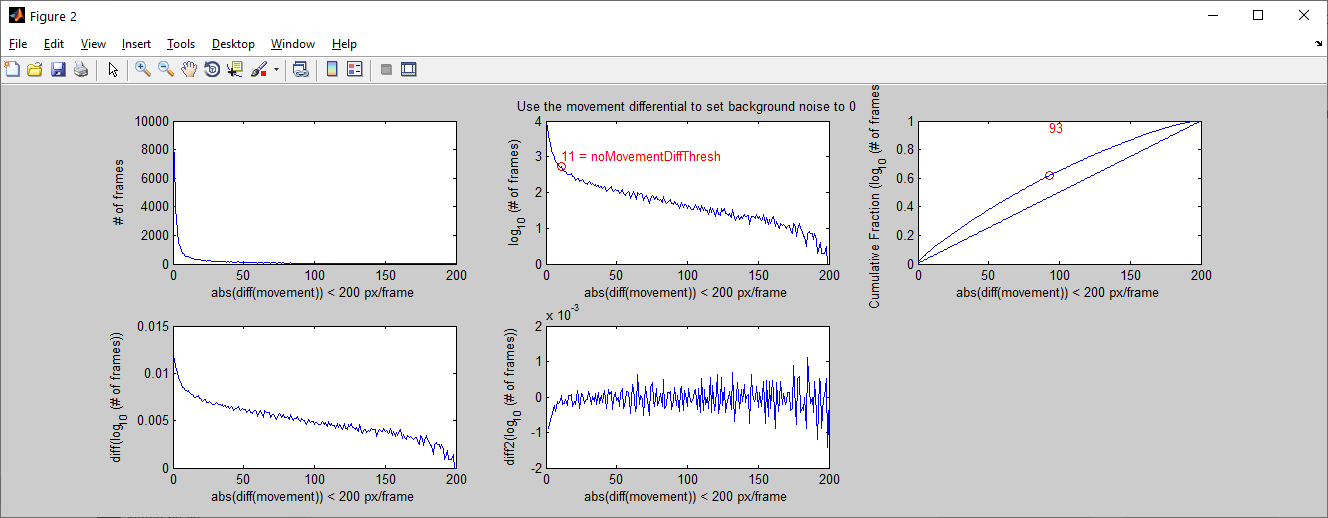 Figure 2
File Edit View Insert Tools Desktop Window Help
Use the movement differential to set background noise to 0
10000
8000
6000
4000
2000
0
# of frames
0 50 100 150 200
abs(diff(movement)) < 200 px/frame
4
3
2
1
0
log10 (# of frames)
11 = noMovementDiffThresh
0 50 100 150 200
abs(diff(movement)) < 200 px/frame
1
0.8
0.6
0.4
0.2
0
Cumulative Fraction (log10 (# of frames
93
0 50 100 150 200
abs(diff(movement)) < 200 px/frame
0.015
0.01
0.005
0
diff(log10 (# of frames))
0 50 100 150 200
abs(diff(movement)) < 200 px/frame
x 10-3
2
1
0
-1
-2
diff2(log10 (# of frames))
0 50 100 150 200
abs(diff(movement)) < 200 px/frame